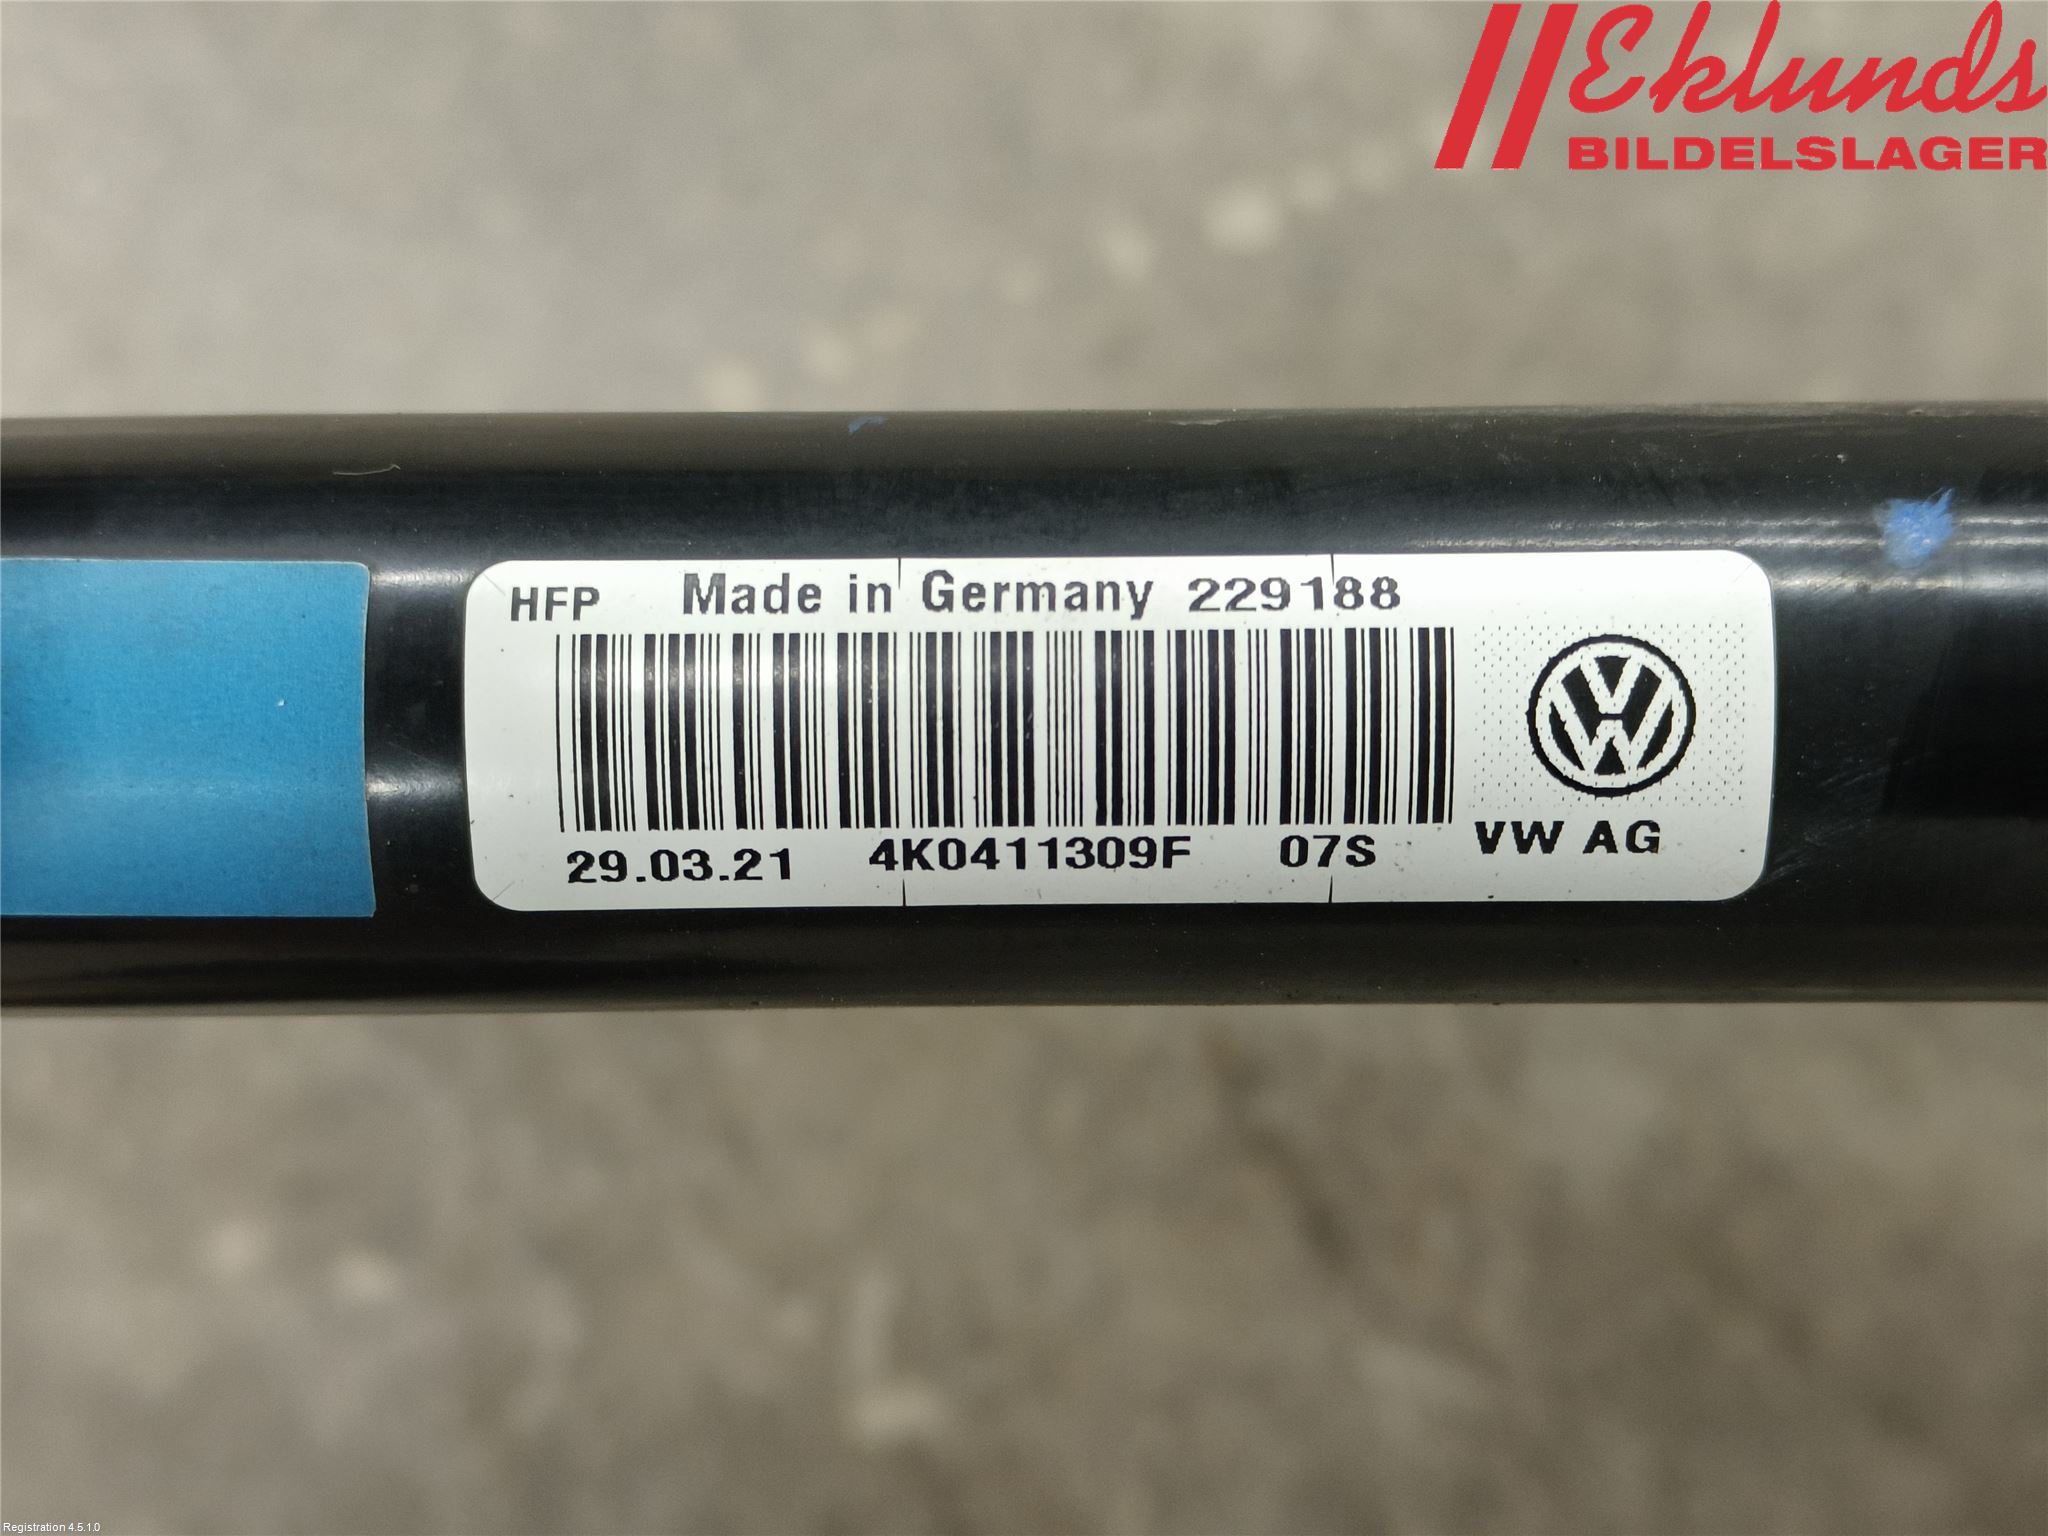 Eklunds
BILDELSLAGER
HFP Made in Germany 229188
29.03.21 4K0411309F 07S VW AG
Registration 4.5.1.0